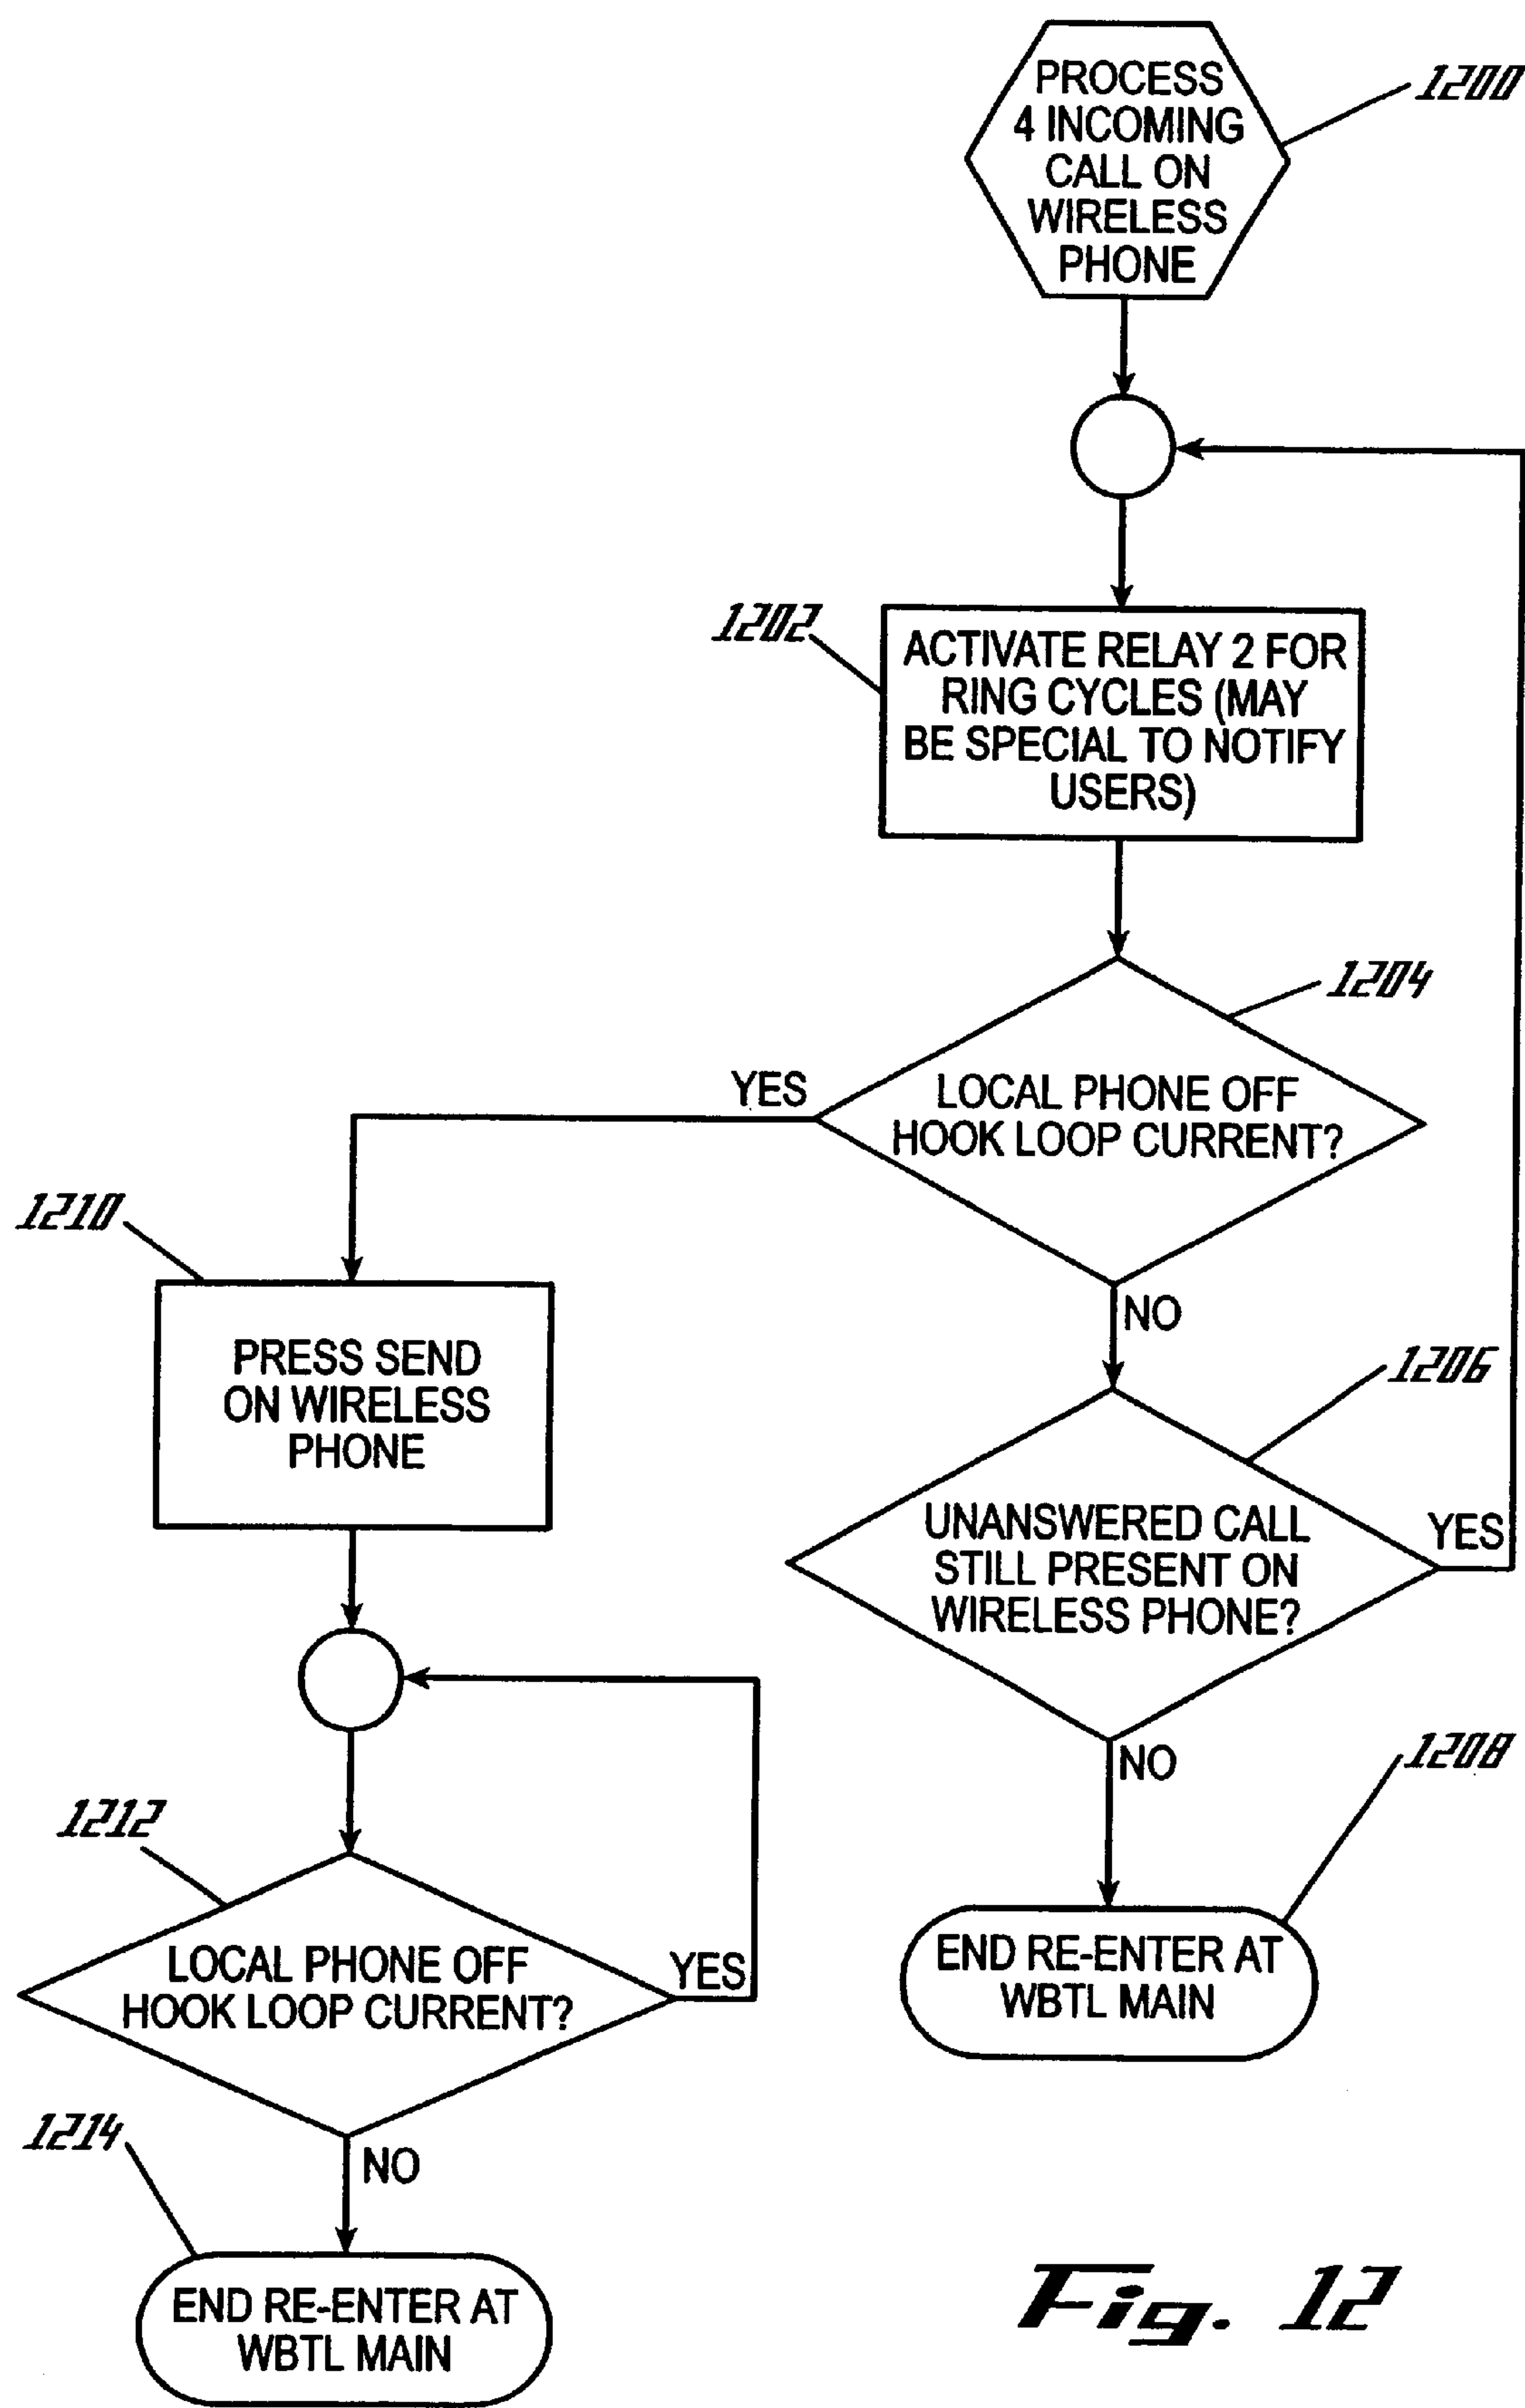 PROCESS
4 INCOMING
CALL ON
WIRELESS
PHONE
1200
1202
ACTIVATE RELAY 2 FOR
RING CYCLES (MAY
BE SPECIAL TO NOTIFY
USERS)
1204
LOCAL PHONE OFF
HOOK LOOP CURRENT?
YES
NO
1210
PRESS SEND
ON WIRELESS
PHONE
1206
UNANSWERED CALL
STILL PRESENT ON
WIRELESS PHONE?
YES
NO
1208
END RE-ENTER AT
WBTL MAIN
1212
LOCAL PHONE OFF
HOOK LOOP CURRENT?
YES
NO
1214
END RE-ENTER AT
WBTL MAIN
Fig. 12